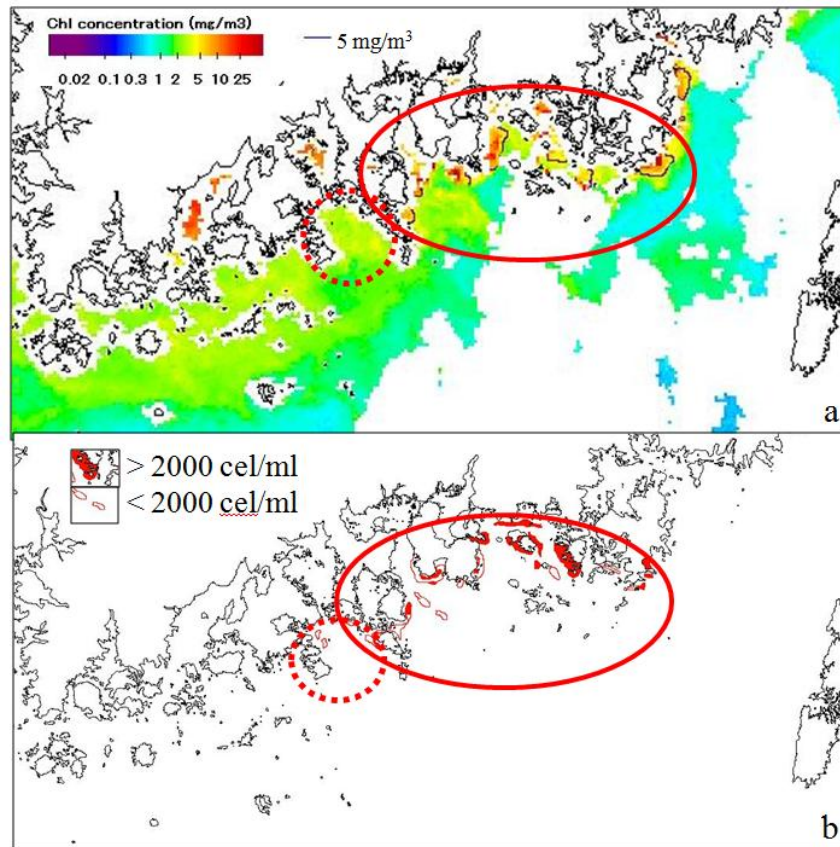 Chl concentration (mg/m3)
5 mg/m³
0.02 0.1 0.3 1 2 5 10 25
a
> 2000 cel/ml
< 2000 cel/ml
b